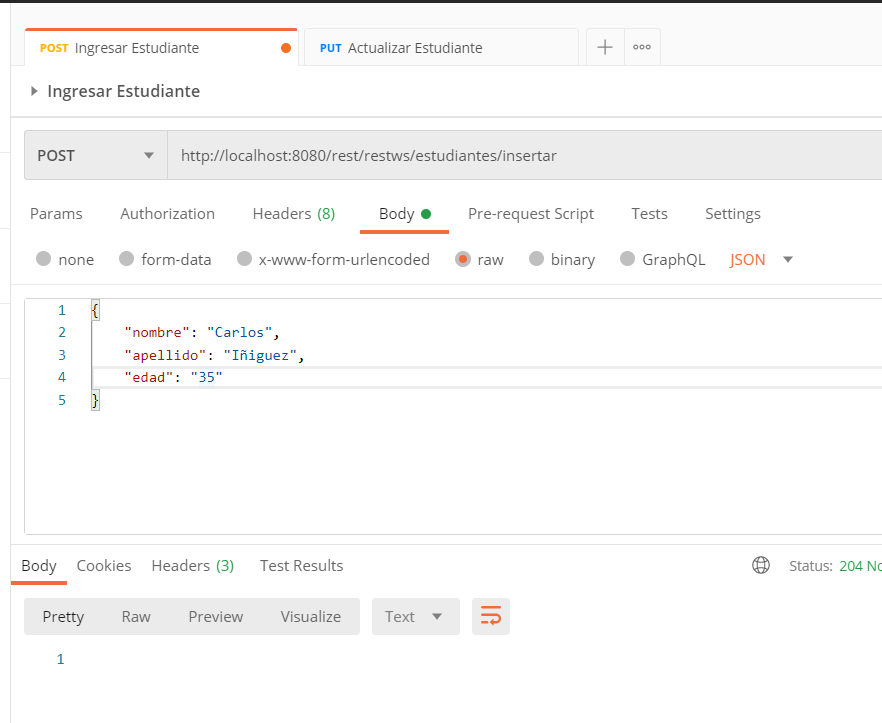 POST Ingresar Estudiante PUT Actualizar Estudiante + ooo
Ingresar Estudiante
POST http://localhost:8080/rest/restws/estudiantes/insertar
Params Authorization Headers (8) Body Pre-request Script Tests Settings
none form-data x-www-form-urlencoded raw binary GraphQL JSON
1 {
2 "nombre": "Carlos",
3 "apellido": "Iñiguez",
4 "edad": "35"
5 }
Body Cookies Headers (3) Test Results Status: 204 No
Pretty Raw Preview Visualize Text
1